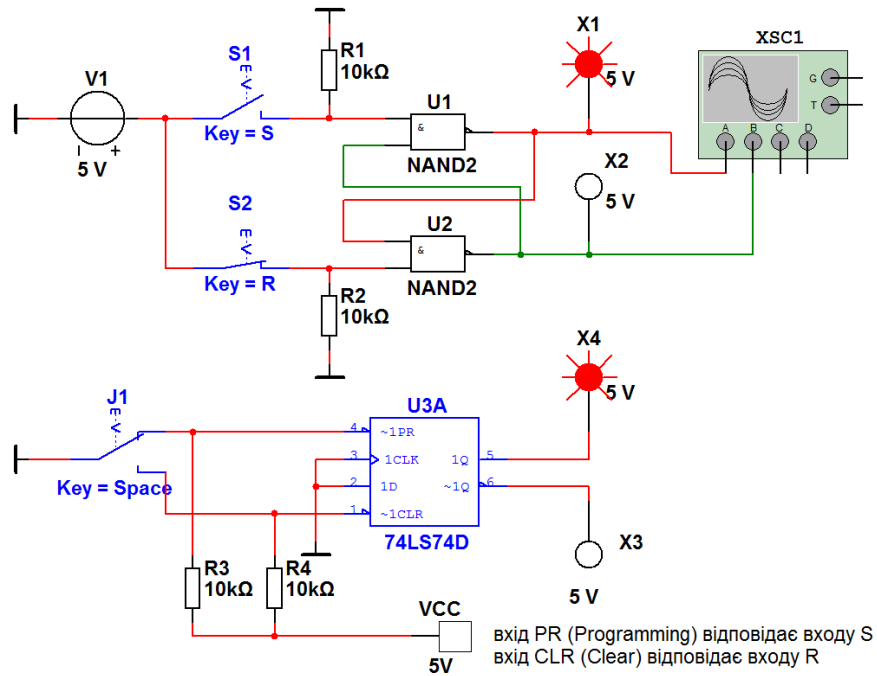 X1
XSC1
S1
R1
10kΩ
V1
5 V
G
T
U1
A
B
C
D
&
Key = S
− +
5 V
NAND2
X2
5 V
S2
U2
&
Key = R
NAND2
R2
10kΩ
X4
J1
U3A
5 V
4
~1PR
3
1CLK
1Q
5
2
1D
~1Q
6
Key = Space
1
~1CLR
74LS74D
X3
R3
10kΩ
R4
10kΩ
5 V
VCC
5V
вхід PR (Programming) відповідає входу S
вхід CLR (Clear) відповідає входу R